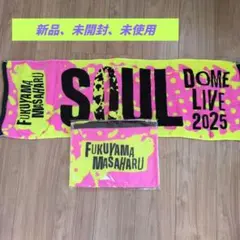 新品、未開封、未使用
FUKUYAMA
MASAHARU
SOUL
DOME
LIVE
2025
FUKUYAMA
MASAHARU